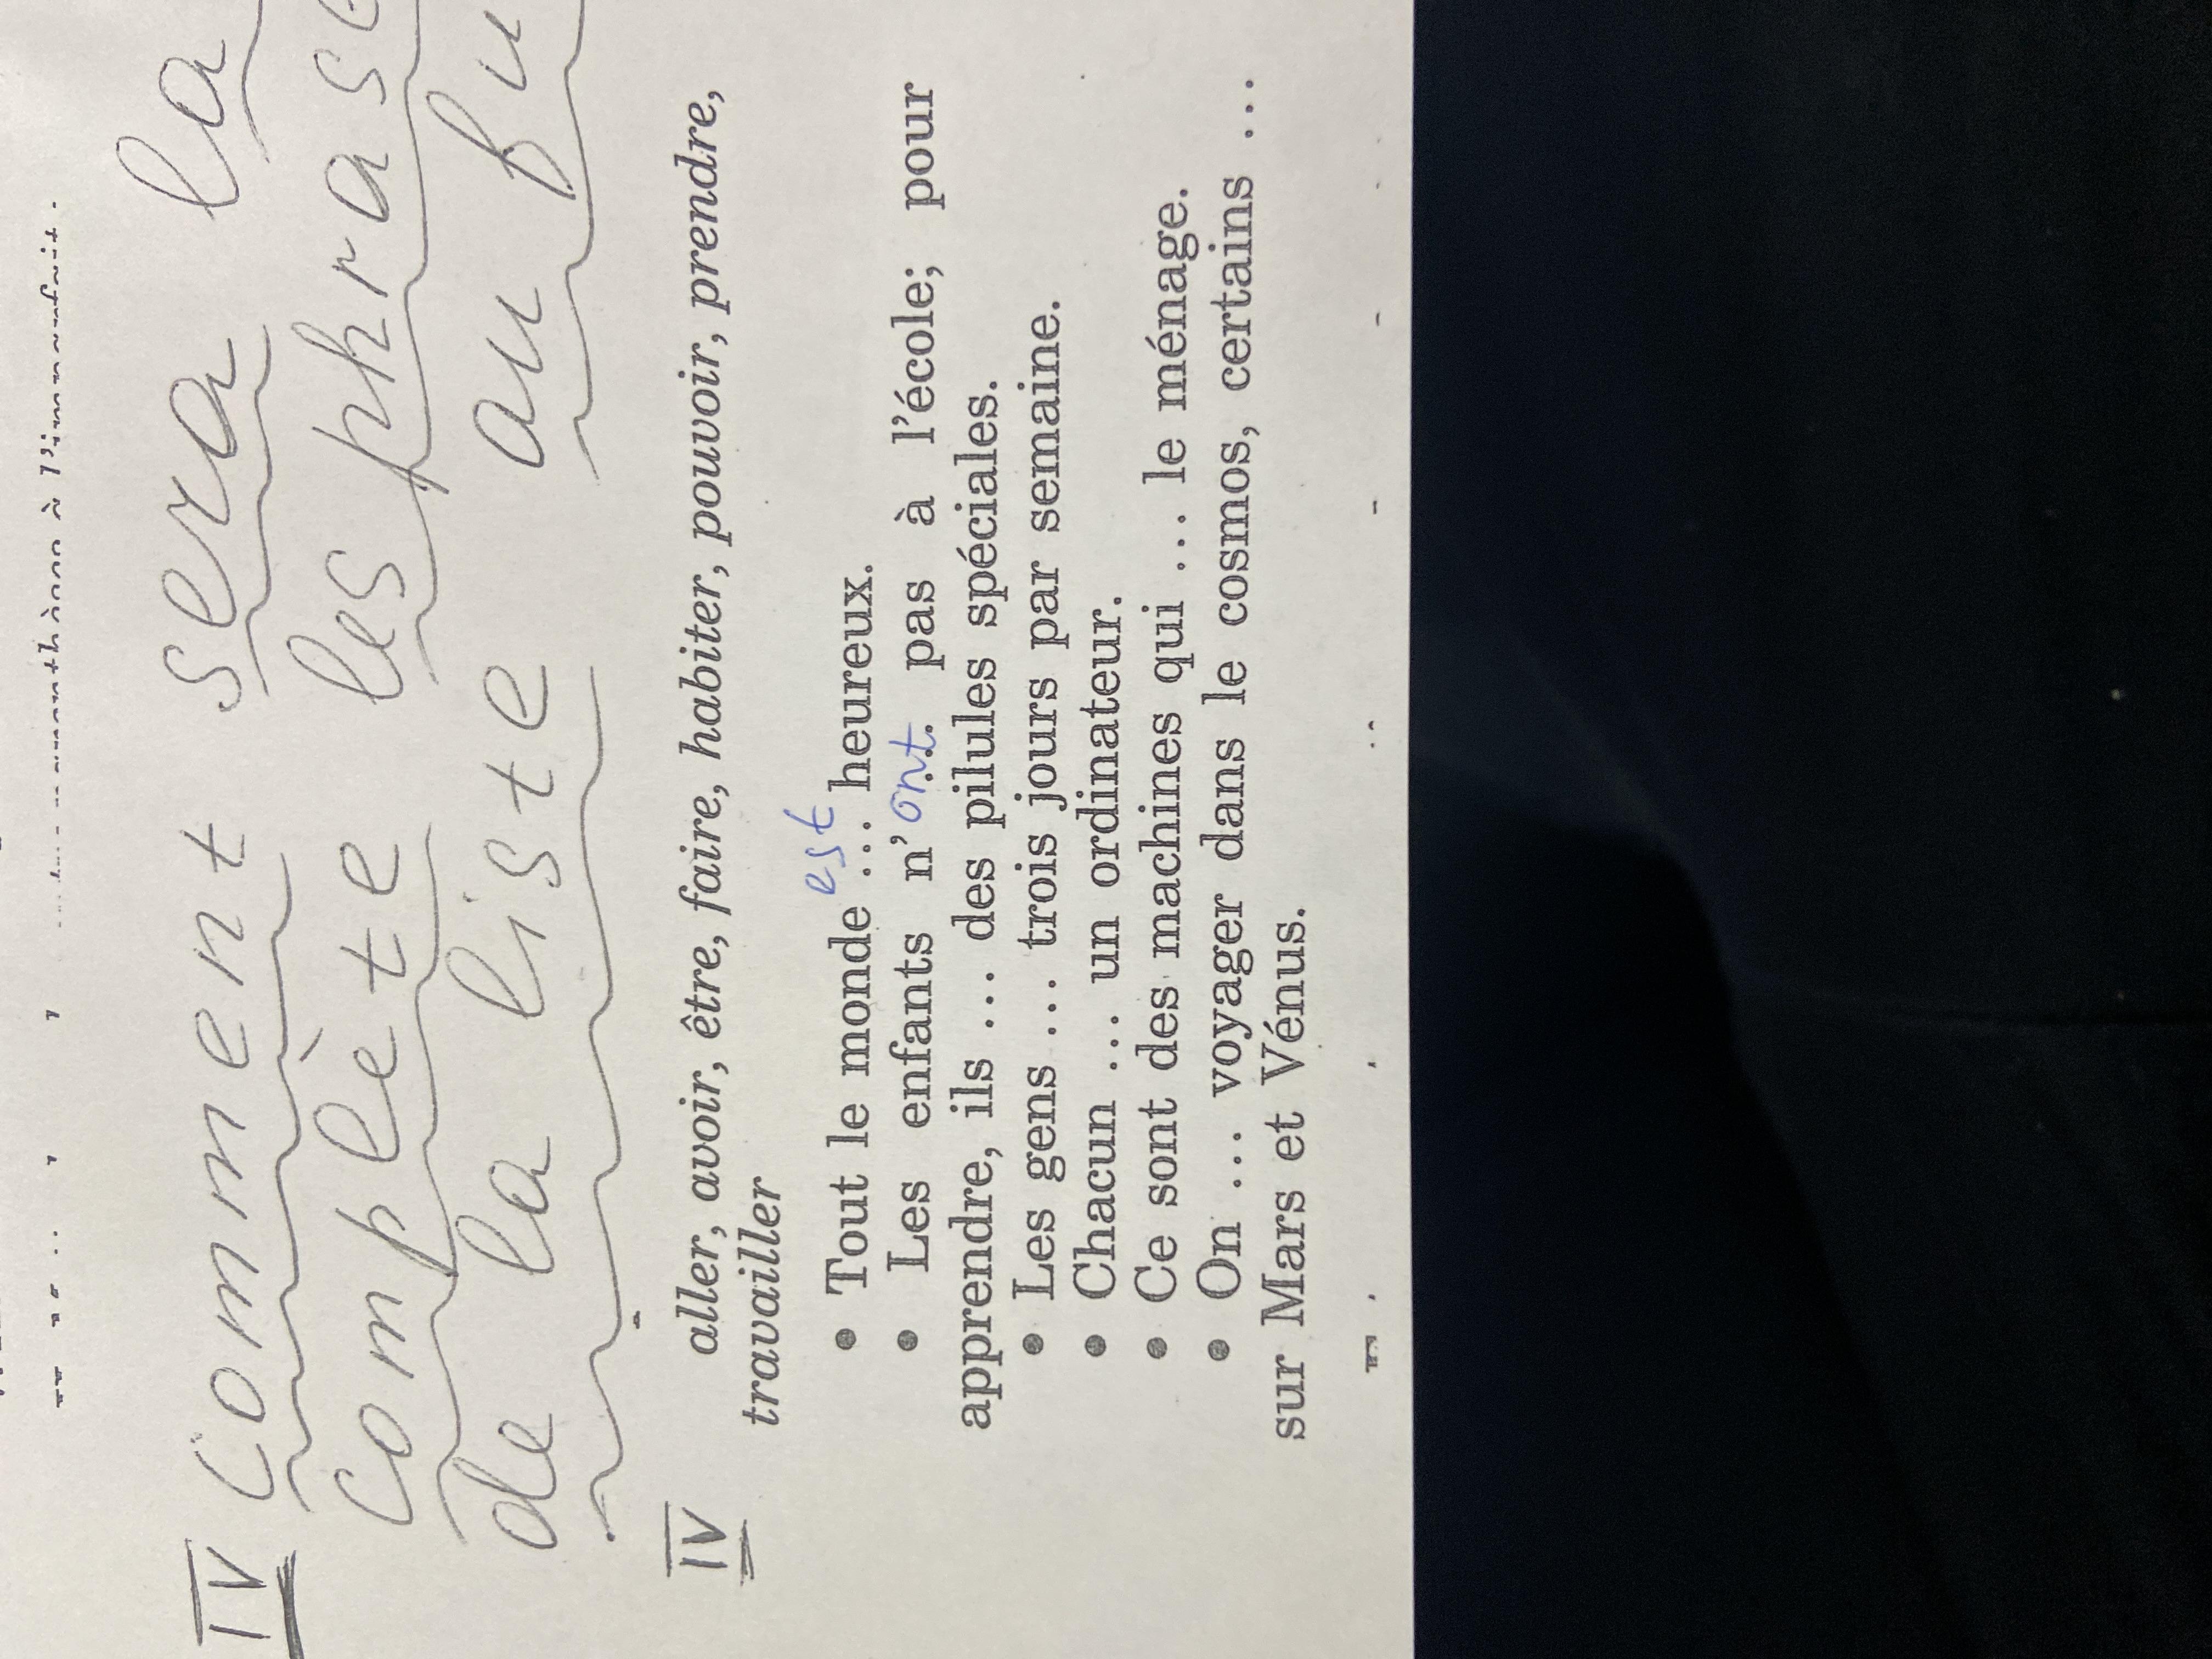 à l'imparfait.
IV Comment sera la
Complète les phrase
de la liste au fu
IV aller, avoir, être, faire, habiter, pouvoir, prendre,
travailler
• Tout le monde est ... heureux.
• Les enfants n' ont ... pas à l'école; pour
apprendre, ils ... des pilules spéciales.
• Les gens ... trois jours par semaine.
• Chacun ... un ordinateur.
• Ce sont des machines qui ... le ménage.
• On ... voyager dans le cosmos, certains ...
sur Mars et Vénus.